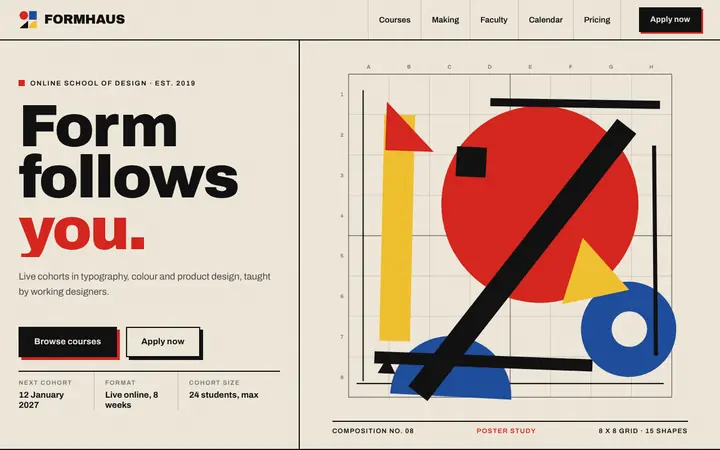 FORMHAUS
Courses
Making
Faculty
Calendar
Pricing
Apply now
ONLINE SCHOOL OF DESIGN · EST. 2019
Form
follows
you.
Live cohorts in typography, colour and product design, taught
by working designers.
Browse courses
Apply now
NEXT COHORT
12 January
2027
FORMAT
Live online, 8
weeks
COHORT SIZE
24 students, max
A B C D E F G H
1
2
3
4
5
6
7
8
COMPOSITION NO. 08
POSTER STUDY
8 X 8 GRID · 15 SHAPES